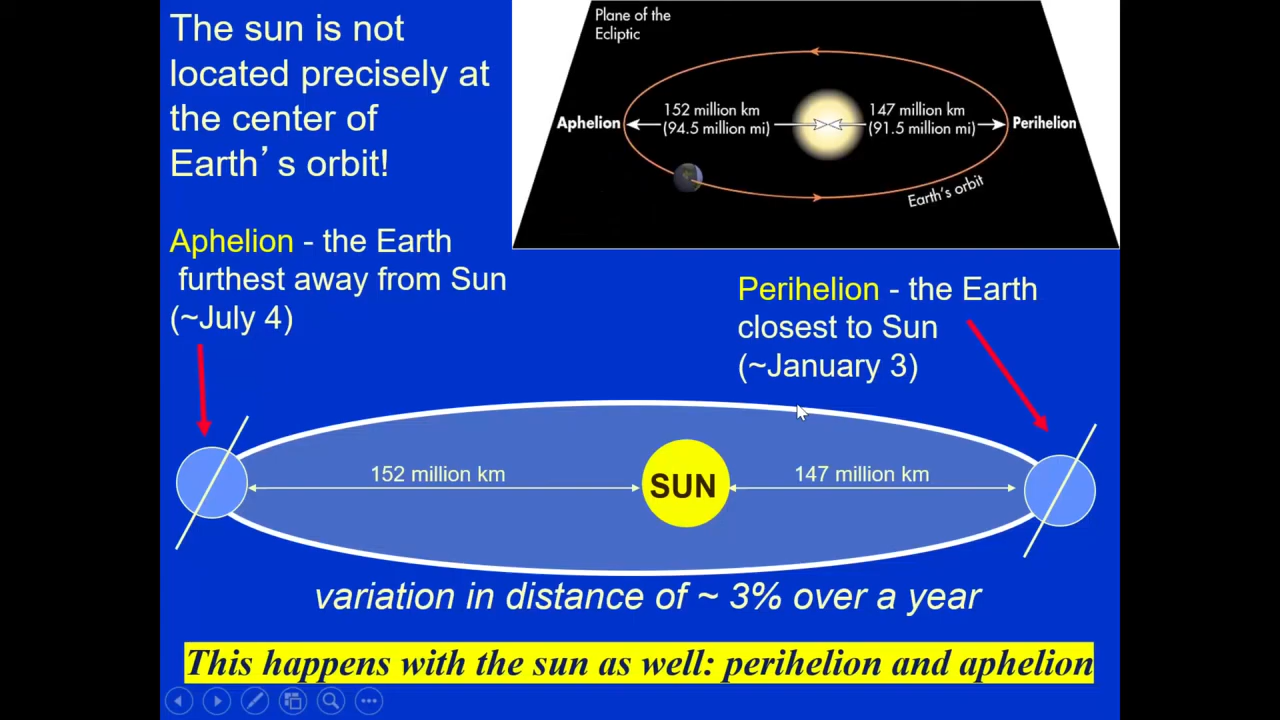 The sun is not
located precisely at
the center of
Earth’s orbit!
Aphelion - the Earth
furthest away from Sun
(~July 4)
Plane of the
Ecliptic
Aphelion
152 million km
(94.5 million mi)
147 million km
(91.5 million mi)
Perihelion
Earth's orbit
Perihelion - the Earth
closest to Sun
(~January 3)
152 million km
SUN
147 million km
variation in distance of ~ 3% over a year
This happens with the sun as well: perihelion and aphelion